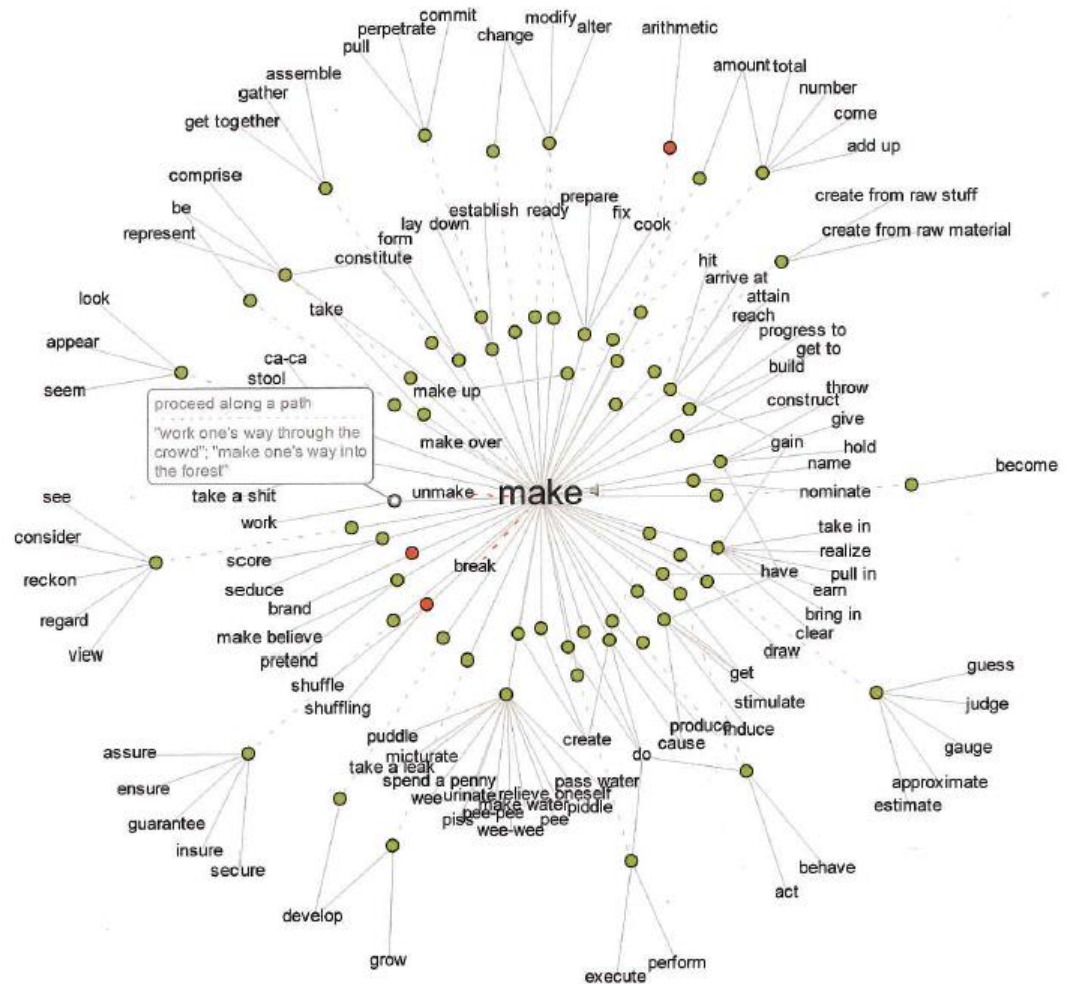 commit
modify
perpetrate
change
alter
arithmetic
pull
amount
total
assemble
gather
number
get together
come
add up
comprise
prepare
create from raw stuff
be
establish
ready
fix
represent
lay down
cook
create from raw material
form
constitute
hit
arrive at
look
take
attain
reach
appear
ca-ca
progress to
get to
seem
stool
make up
build
throw
construct
proceed along a path
give
"work one's way through the
crowd"; "make one's way into
the forest"
make over
gain
hold
name
become
see
take a shit
unmake
make
nominate
work
take in
consider
score
break
realize
reckon
seduce
have
pull in
brand
earn
regard
make believe
bring in
view
pretend
clear
draw
shuffle
get
guess
shuffling
stimulate
judge
puddle
produce
induce
assure
micturate
create
cause
gauge
take a leak
do
ensure
spend a penny
pass water
approximate
wee
urinate
relieve oneself
estimate
make water
piddle
guarantee
piss
pee-pee
pee
wee-wee
insure
secure
behave
act
develop
grow
perform
execute